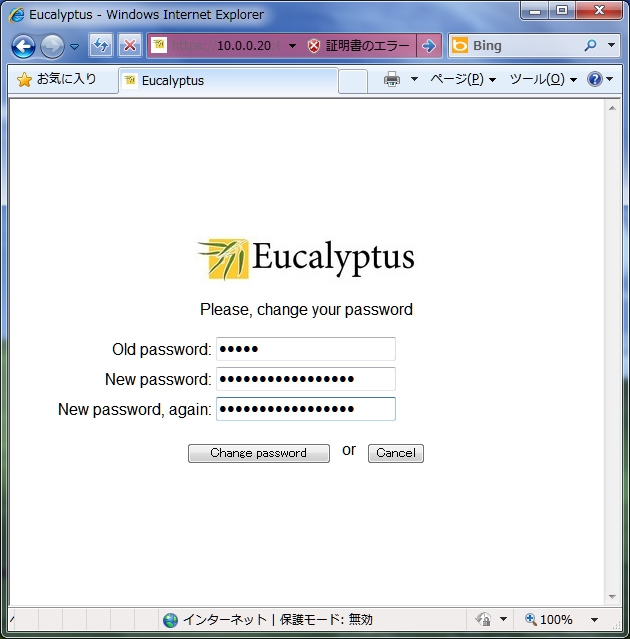 Eucalyptus - Windows Internet Explorer
10.0.0.20
証明書のエラー
Bing
お気に入り
Eucalyptus
ページ(P)
ツール(O)
Eucalyptus
Please, change your password
Old password: •••••
New password: •••••••••••••••••
New password, again: •••••••••••••••••
Change password or Cancel
インターネット | 保護モード: 無効
100%